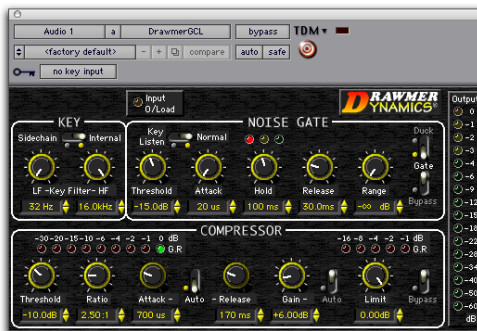 Audio 1 a DrawmerGCL bypass TDM
<factory default> - + compare auto safe
no key input
Input O/Load
DRAWMER DYNAMICS®
KEY
Sidechain Internal
LF -Key Filter- HF
32 Hz 16.0kHz
NOISE GATE
Key Listen Normal
Duck
Gate
Bypass
Threshold Attack Hold Release Range
-15.0dB 20 us 100 ms 30.0ms -∞ dB
COMPRESSOR
-30 -20 -15 -10 -6 -4 -2 -1 0 dB
G.R
-16 -8 -4 -2 -1 dB
G.R
Threshold Ratio Attack - Auto - Release Gain - Auto Limit Bypass
-10.0dB 2.50:1 700 us 170 ms +6.00dB 0.00dB
Output
0
-1
-2
-3
-4
-6
-9
-12
-15
-18
-22
-28
-34
-40
-50
-60
dB